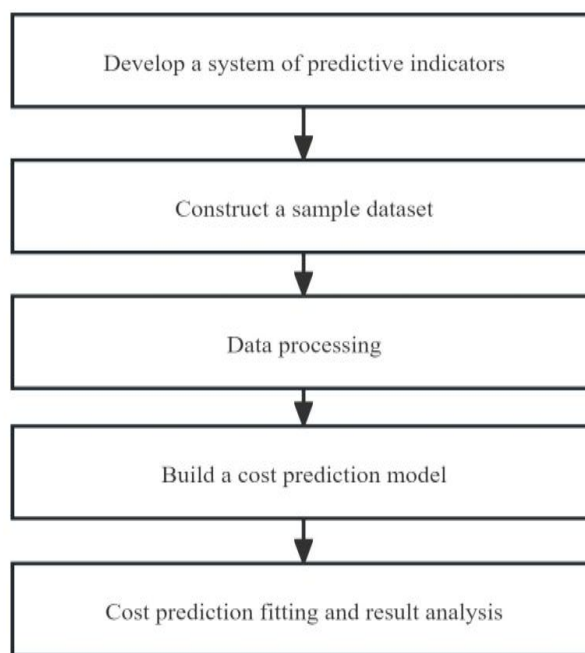 Develop a system of predictive indicators
Construct a sample dataset
Data processing
Build a cost prediction model
Cost prediction fitting and result analysis